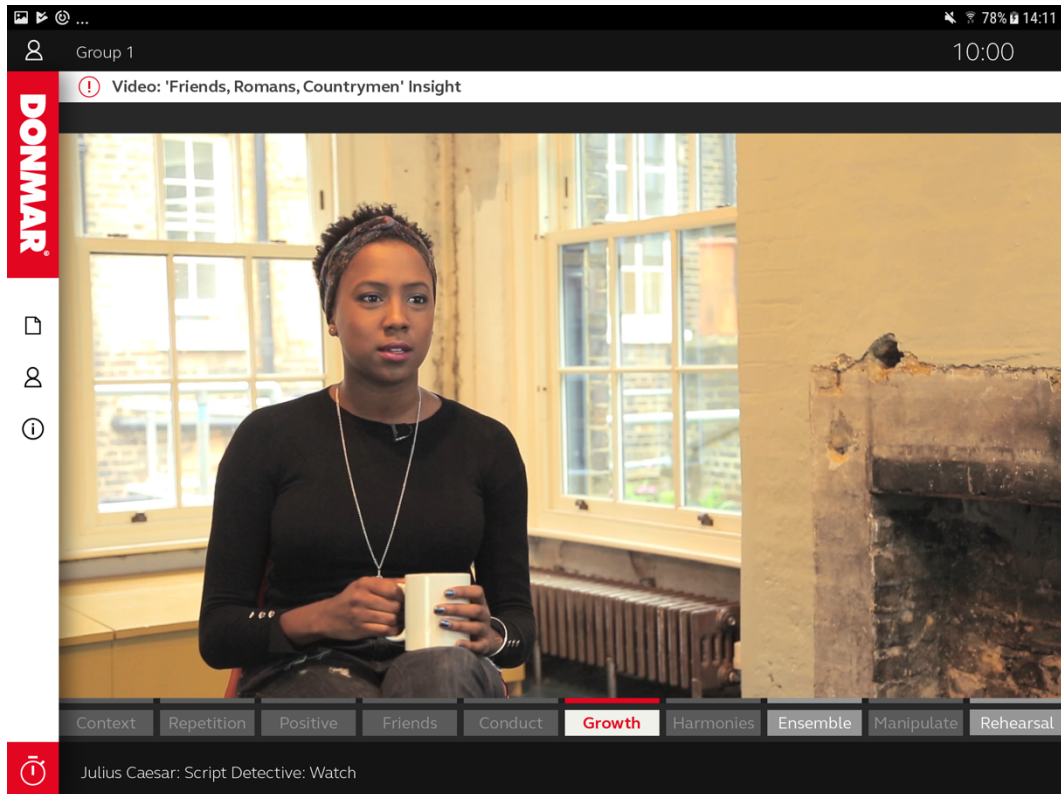 ... 78% 14:11
Group 1 10:00
Video: 'Friends, Romans, Countrymen' Insight
DONMAR®
Context Repetition Positive Friends Conduct Growth Harmonies Ensemble Manipulate Rehearsal
Julius Caesar: Script Detective: Watch